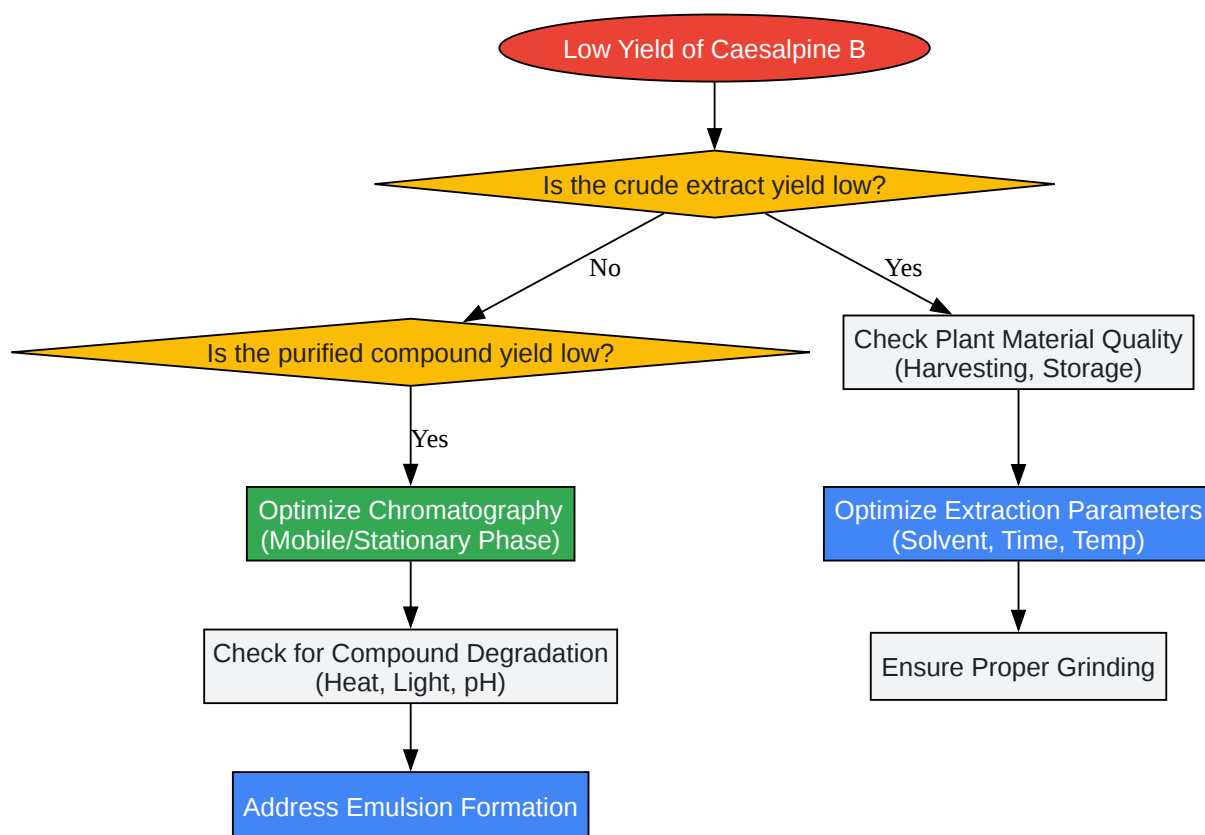 Low Yield of Caesalpine B
Is the crude extract yield low?
No
Yes
Is the purified compound yield low?
Check Plant Material Quality
(Harvesting, Storage)
Yes
Optimize Chromatography
(Mobile/Stationary Phase)
Optimize Extraction Parameters
(Solvent, Time, Temp)
Check for Compound Degradation
(Heat, Light, pH)
Ensure Proper Grinding
Address Emulsion Formation